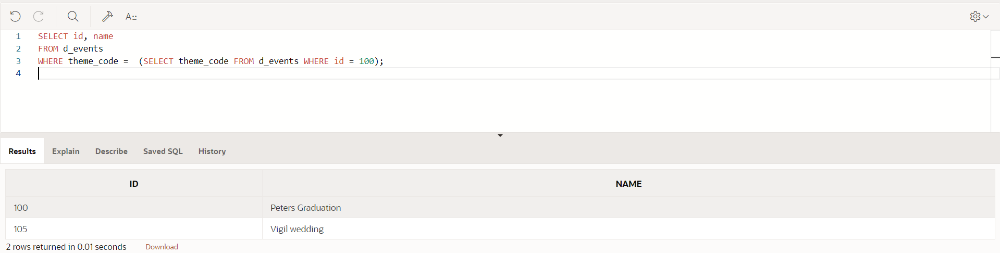 A
1 SELECT id, name
2 FROM d_events
3 WHERE theme_code =  (SELECT theme_code FROM d_events WHERE id = 100);
4
Results Explain Describe Saved SQL History
ID NAME
100 Peters Graduation
105 Vigil wedding
2 rows returned in 0.01 seconds Download